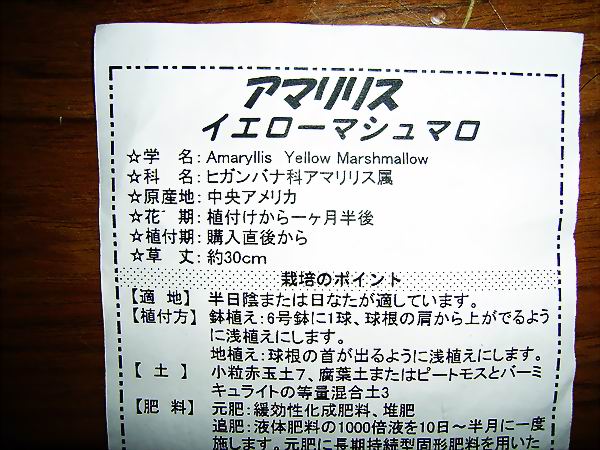 アマリリス
イエローマシュマロ
☆学 名: Amaryllis Yellow Marshmallow
☆科 名: ヒガンバナ科アマリリス属
☆原産地: 中央アメリカ
☆花 期: 植付けから一ヶ月半後
☆植付期: 購入直後から
☆草 丈: 約30cm
栽培のポイント
【適 地】 半日陰または日なたが適しています。
【植付方】 鉢植え:6号鉢に1球、球根の肩から上がでるよう
に浅植えにします。
地植え:球根の首が出るように浅植えにします。
【 土 】 小粒赤玉土7、腐葉土またはピートモスとバーミ
キュライトの等量混合土3
【肥 料】 元肥:緩効性化成肥料、堆肥
追肥:液体肥料の1000倍液を10日～半月に一度
施します。元肥に長期持続型固形肥料を用いた